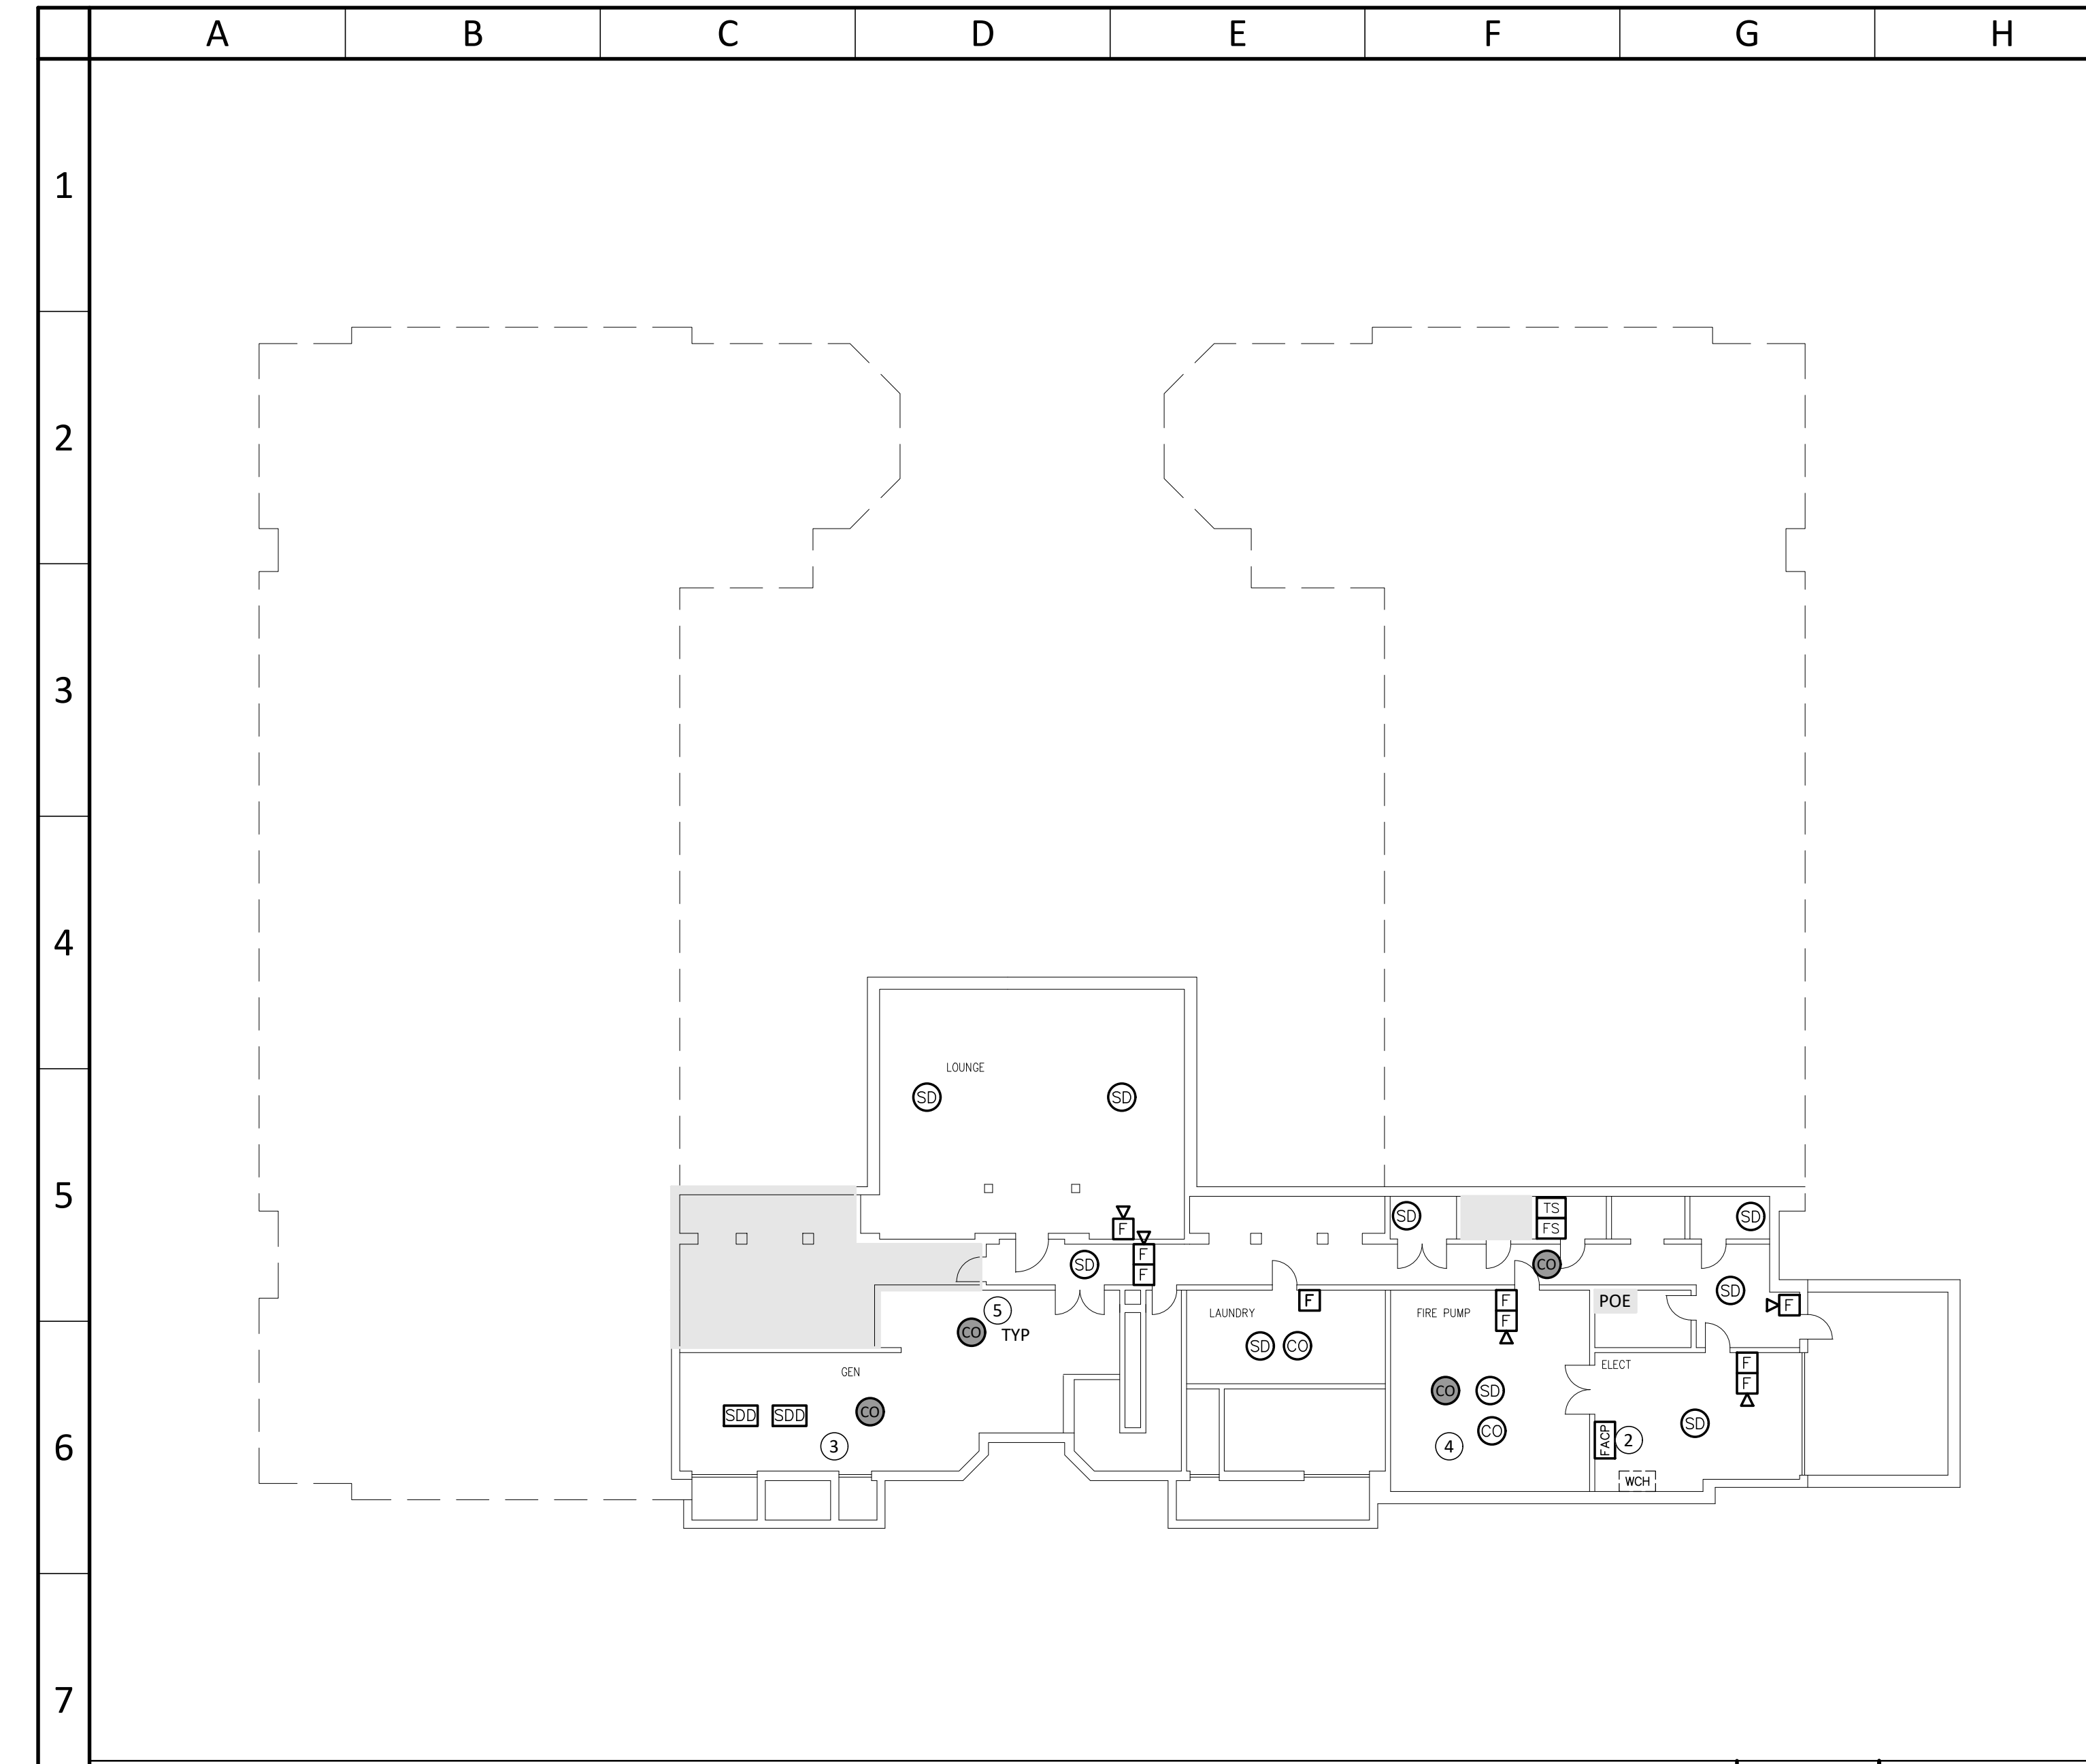 A B C D E F G H
1
2
3
4
LOUNGE
SD SD
5
SD TS SD
FS
F
F
F
SD CO
SD
F POE F
5 LAUNDRY FIRE PUMP F
F
CO TYP
SD CO
ELECT F
F
GEN
CO SD
SDD SDD CO
SD
CO
3 4 FACP 2
6
WCH
7